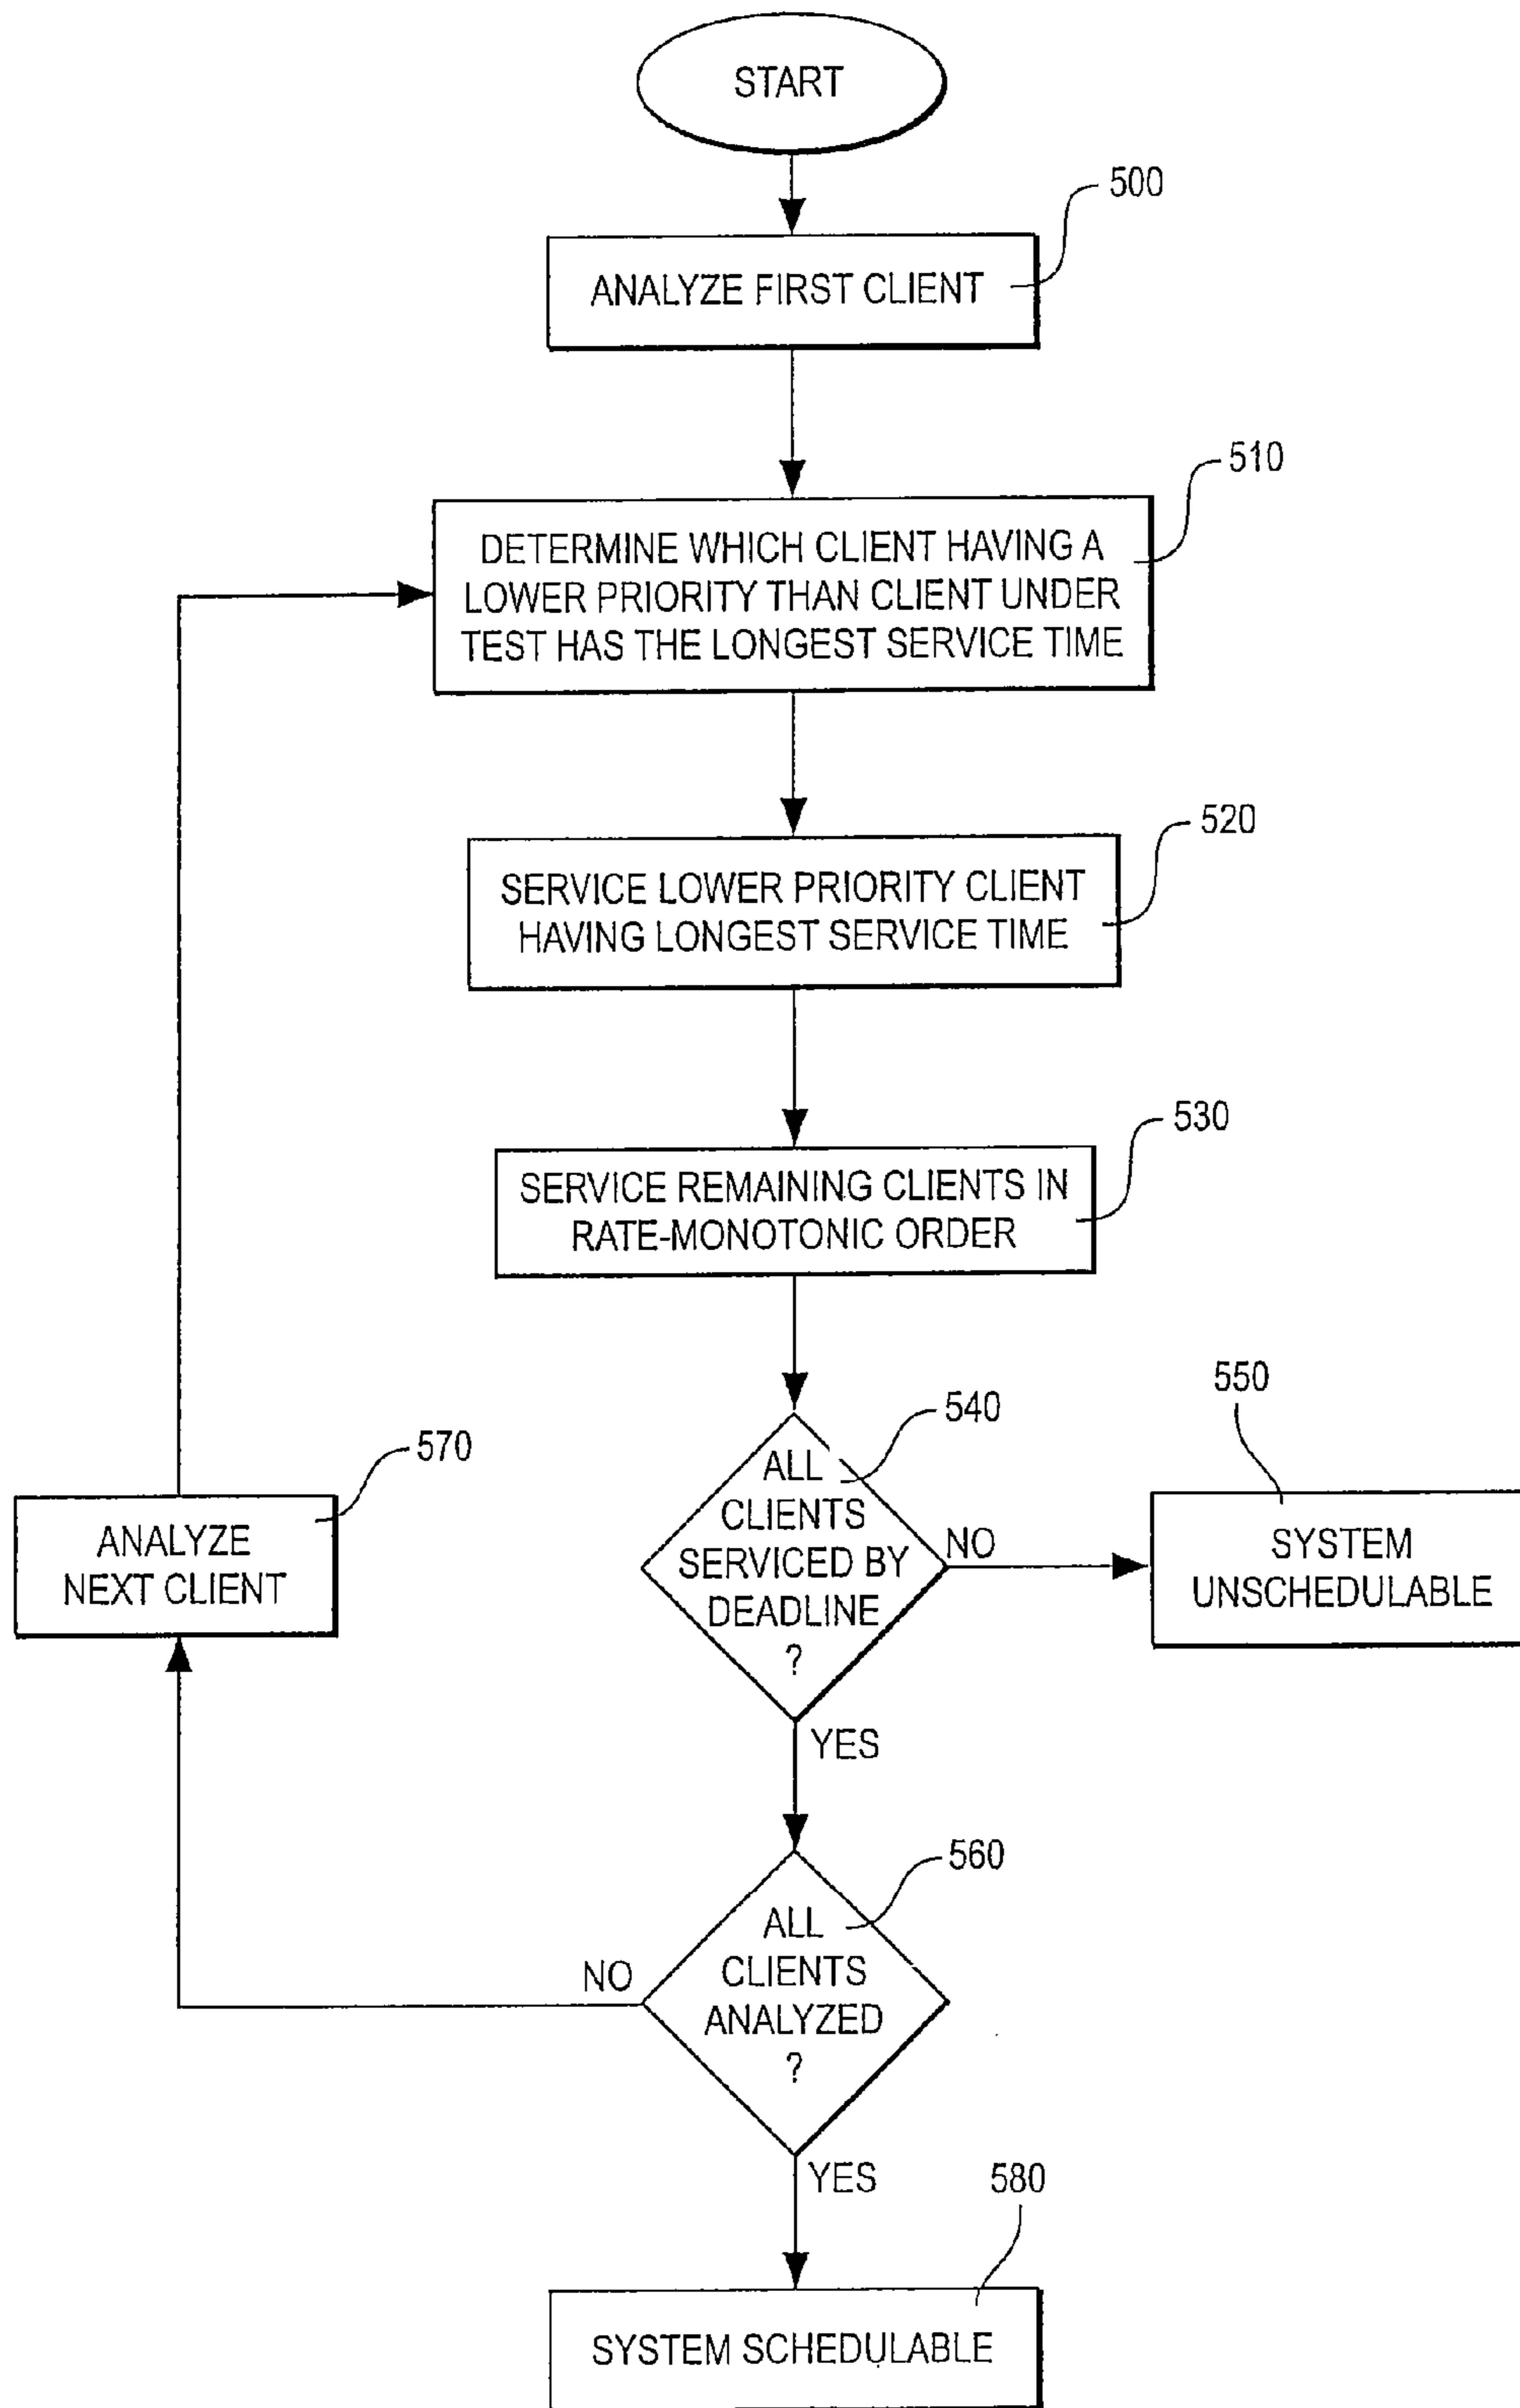 START
500
ANALYZE FIRST CLIENT
510
DETERMINE WHICH CLIENT HAVING A
LOWER PRIORITY THAN CLIENT UNDER
TEST HAS THE LONGEST SERVICE TIME
520
SERVICE LOWER PRIORITY CLIENT
HAVING LONGEST SERVICE TIME
530
SERVICE REMAINING CLIENTS IN
RATE-MONOTONIC ORDER
540
ALL
CLIENTS
SERVICED BY
DEADLINE
?
NO
550
SYSTEM
UNSCHEDULABLE
YES
570
ANALYZE
NEXT CLIENT
560
ALL
CLIENTS
ANALYZED
?
NO
YES
580
SYSTEM SCHEDULABLE